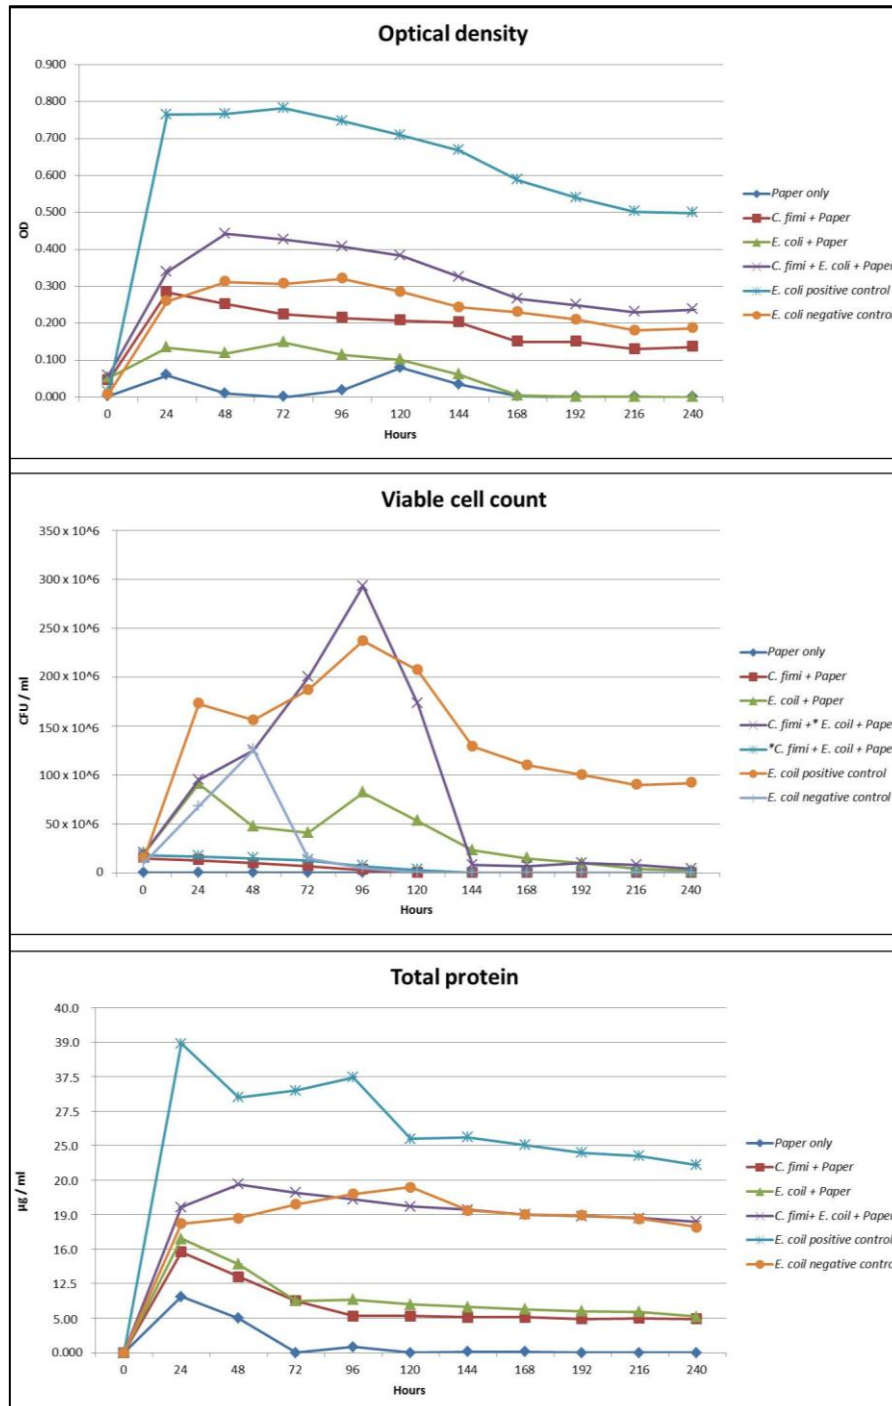 Optical density
0.900
0.800
0.700
0.600
0.500
0.400
0.300
0.200
0.100
0.000
OD
0 24 48 72 96 120 144 168 192 216 240
Hours
Paper only
C. fimi + Paper
E. coli + Paper
C. fimi + E. coli + Paper
E. coli positive control
E. coli negative control
Viable cell count
350 x 10^6
300 x 10^6
250 x 10^6
200 x 10^6
150 x 10^6
100 x 10^6
50 x 10^6
0
CFU / ml
0 24 48 72 96 120 144 168 192 216 240
Hours
Paper only
C. fimi + Paper
E. coil + Paper
C. fimi +* E. coil + Pape
*C. fimi + E. coil + Pape
E. coil positive control
E. coil negative control
Total protein
40.0
39.0
37.5
27.5
25.0
20.0
19.0
16.0
12.5
5.00
0.000
µg / ml
0 24 48 72 96 120 144 168 192 216 240
Hours
Paper only
C. fimi + Paper
E. coil + Paper
C. fimi+ E. coil + Paper
E. coil positive control
E. coil negative control